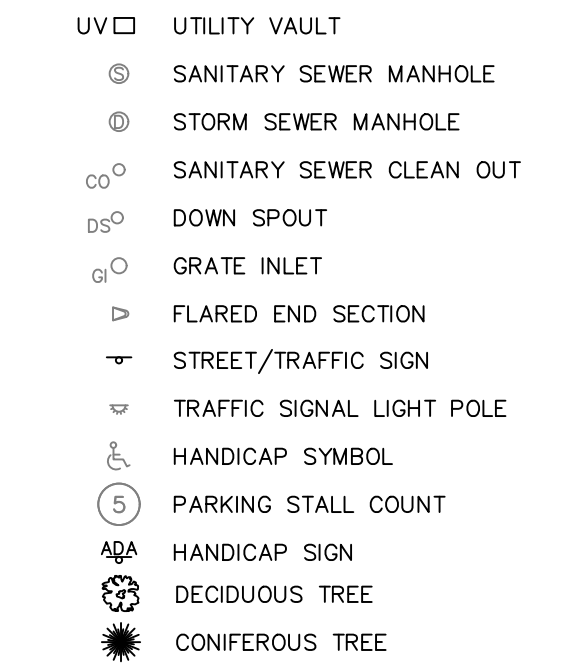 UV UTILITY VAULT
S SANITARY SEWER MANHOLE
D STORM SEWER MANHOLE
CO SANITARY SEWER CLEAN OUT
DS DOWN SPOUT
GI GRATE INLET
FLARED END SECTION
STREET/TRAFFIC SIGN
TRAFFIC SIGNAL LIGHT POLE
HANDICAP SYMBOL
5 PARKING STALL COUNT
ADA HANDICAP SIGN
DECIDUOUS TREE
CONIFEROUS TREE